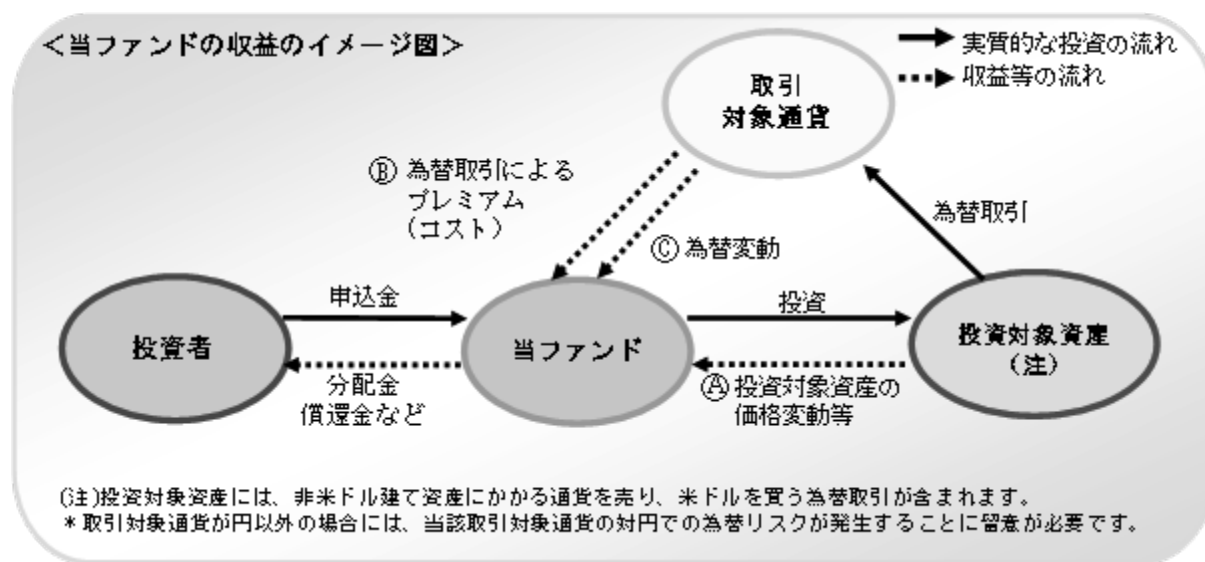 ＜当ファンドの収益のイメージ図＞
実質的な投資の流れ
収益等の流れ
取引
対象通貨
Ⓑ 為替取引による
プレミアム
（コスト）
Ⓒ 為替変動
為替取引
投資者
申込金
分配金
償還金など
当ファンド
投資
Ⓐ 投資対象資産の
価格変動等
投資対象資産
（注）
(注)投資対象資産には、非米ドル建て資産にかかる通貨を売り、米ドルを買う為替取引が含まれます。
＊取引対象通貨が円以外の場合には、当該取引対象通貨の対円での為替リスクが発生することに留意が必要です。